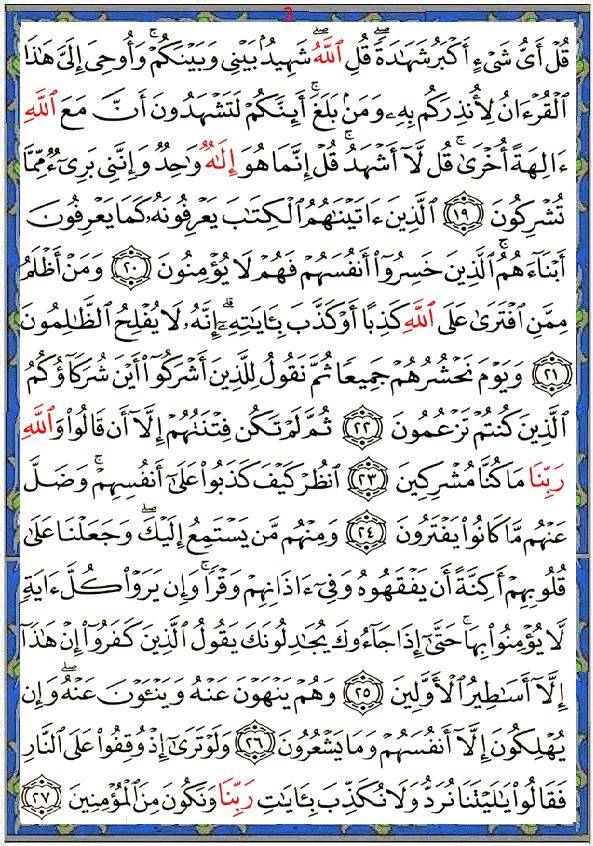 3
قُلْ أَىُّ شَىْءٍ أَكْبَرُ شَهَٰدَةًۖ قُلِ ٱللَّهُۖ شَهِيدُۢ بَيْنِى وَبَيْنَكُمْۚ وَأُوحِىَ إِلَىَّ هَٰذَا
ٱلْقُرْءَانُ لِأُنذِرَكُم بِهِۦ وَمَنۢ بَلَغَۚ أَئِنَّكُمْ لَتَشْهَدُونَ أَنَّ مَعَ ٱللَّهِ
ءَالِهَةً أُخْرَىٰۚ قُل لَّآ أَشْهَدُۚ قُلْ إِنَّمَا هُوَ إِلَٰهٌ وَٰحِدٌ وَإِنَّنِى بَرِىٓءٌ مِّمَّا
تُشْرِكُونَ ١٩ ٱلَّذِينَ ءَاتَيْنَٰهُمُ ٱلْكِتَٰبَ يَعْرِفُونَهُۥ كَمَا يَعْرِفُونَ
أَبْنَآءَهُمُۘ ٱلَّذِينَ خَسِرُوٓا۟ أَنفُسَهُمْ فَهُمْ لَا يُؤْمِنُونَ ٢٠ وَمَنْ أَظْلَمُ
مِمَّنِ ٱفْتَرَىٰ عَلَى ٱللَّهِ كَذِبًا أَوْ كَذَّبَ بِـَٔايَٰتِهِۦٓۗ إِنَّهُۥ لَا يُفْلِحُ ٱلظَّٰلِمُونَ
٢١ وَيَوْمَ نَحْشُرُهُمْ جَمِيعًا ثُمَّ نَقُولُ لِلَّذِينَ أَشْرَكُوٓا۟ أَيْنَ شُرَكَآؤُكُمُ
ٱلَّذِينَ كُنتُمْ تَزْعُمُونَ ٢٢ ثُمَّ لَمْ تَكُن فِتْنَتُهُمْ إِلَّآ أَن قَالُوا۟ وَٱللَّهِ
رَبِّنَا مَا كُنَّا مُشْرِكِينَ ٢٣ ٱنظُرْ كَيْفَ كَذَبُوا۟ عَلَىٰٓ أَنفُسِهِمْۚ وَضَلَّ
عَنْهُم مَّا كَانُوا۟ يَفْتَرُونَ ٢٤ وَمِنْهُم مَّن يَسْتَمِعُ إِلَيْكَۖ وَجَعَلْنَا عَلَىٰ
قُلُوبِهِمْ أَكِنَّةً أَن يَفْقَهُوهُ وَفِىٓ ءَاذَانِهِمْ وَقْرًاۚ وَإِن يَرَوْا۟ كُلَّ ءَايَةٍ
لَّا يُؤْمِنُوا۟ بِهَاۚ حَتَّىٰٓ إِذَا جَآءُوكَ يُجَٰدِلُونَكَ يَقُولُ ٱلَّذِينَ كَفَرُوٓا۟ إِنْ هَٰذَآ
إِلَّآ أَسَٰطِيرُ ٱلْأَوَّلِينَ ٢٥ وَهُمْ يَنْهَوْنَ عَنْهُ وَيَنْـَٔوْنَ عَنْهُۖ وَإِن
يُهْلِكُونَ إِلَّآ أَنفُسَهُمْ وَمَا يَشْعُرُونَ ٢٦ وَلَوْ تَرَىٰٓ إِذْ وُقِفُوا۟ عَلَى ٱلنَّارِ
فَقَالُوا۟ يَٰلَيْتَنَا نُرَدُّ وَلَا نُكَذِّبَ بِـَٔايَٰتِ رَبِّنَا وَنَكُونَ مِنَ ٱلْمُؤْمِنِينَ ٢٧